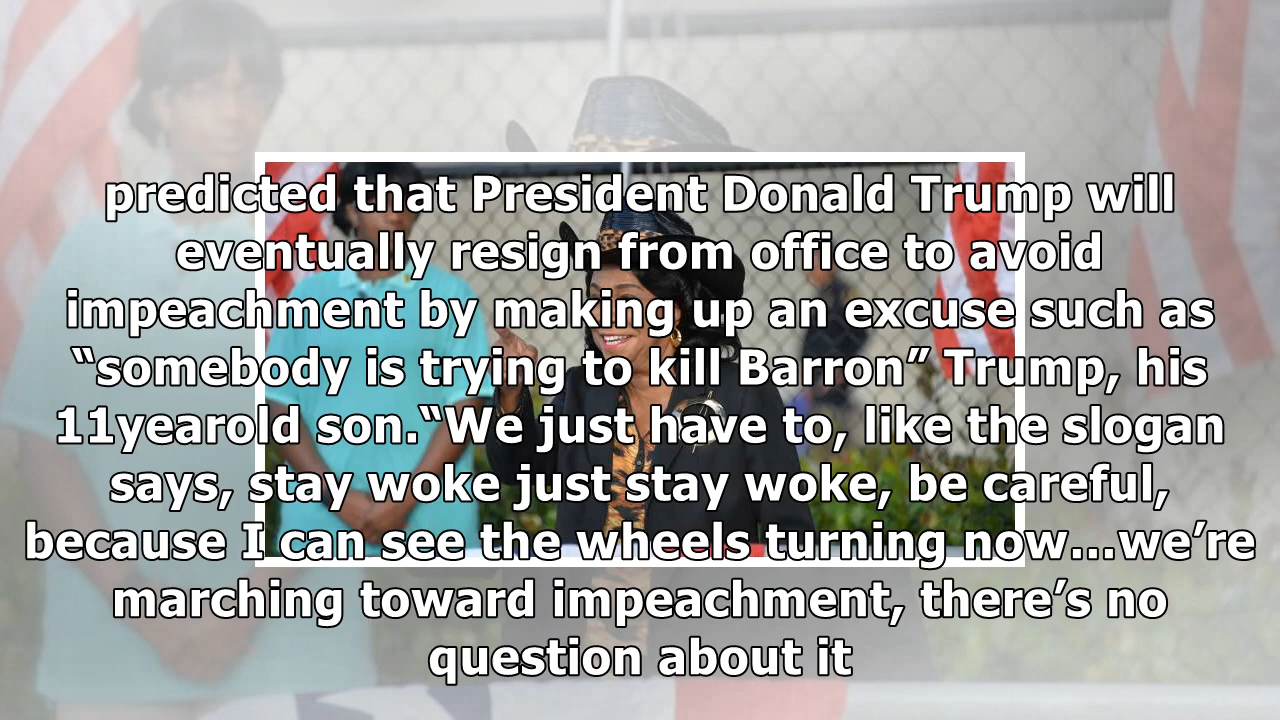 predicted that President Donald Trump will
eventually resign from office to avoid
impeachment by making up an excuse such as
“somebody is trying to kill Barron” Trump, his
11yearold son.“We just have to, like the slogan
says, stay woke just stay woke, be careful,
because I can see the wheels turning now...we’re
marching toward impeachment, there’s no
question about it